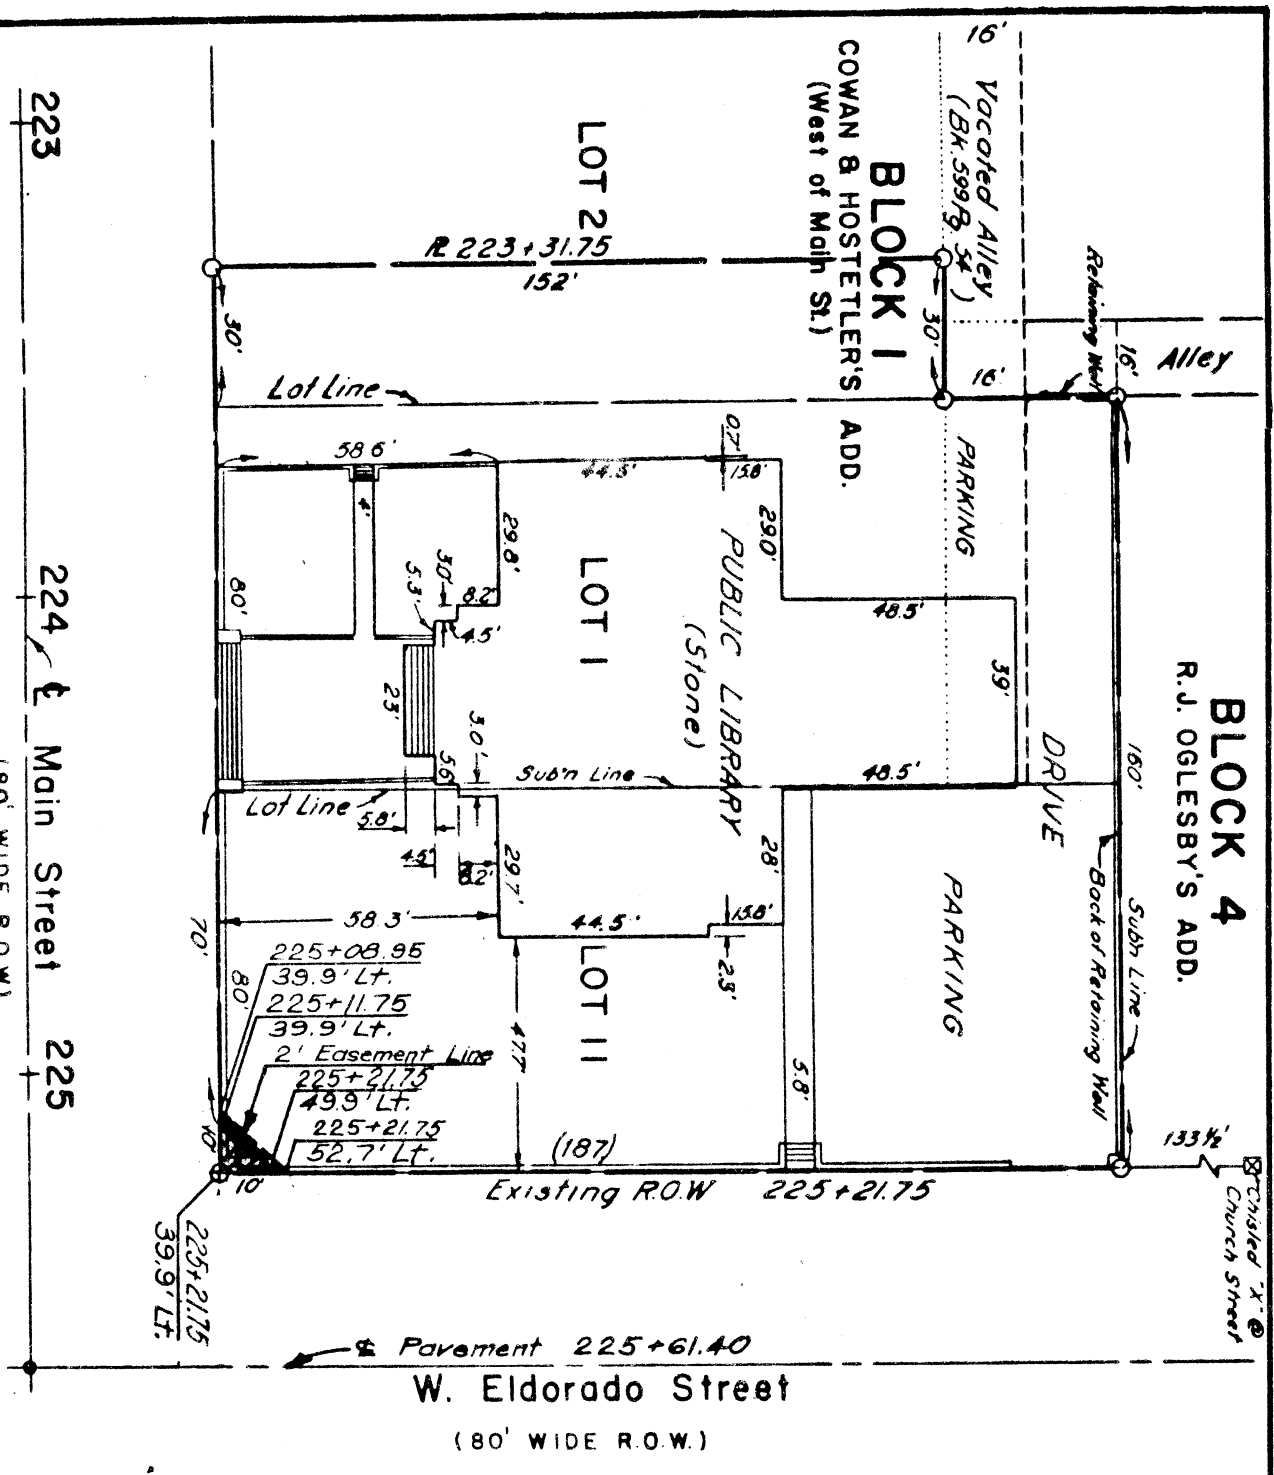 16'
Vacated Alley
(Bk. 599 Pg. 34)
BLOCK 1
COWAN & HOSTETLER'S ADD.
(West of Main St.)
LOT 2
223
℞ 223+31.75
152'
30'
30'
Retaining Wall
16'
Alley
16'
Lot Line
BLOCK 4
R.J. OGLESBY'S ADD.
58.6'
44.5'
0.7'
15.8'
PARKING
4'
29.8'
29.0'
LOT 1
PUBLIC LIBRARY
(Stone)
3.0'
5.3'
8.2'
4.5'
48.5'
39'
80'
224
℄ Main Street
(80' WIDE R.O.W.)
23'
3.0'
5.6'
Sub'n Line
48.5'
DRIVE
160'
Lot Line
5.8'
4.5'
8.2'
29.7'
28'
Back of Retaining Wall
Sub'n Line
PARKING
58.3'
44.5'
15.8'
2.3'
70'
80'
225+08.95
39.9' Lt.
225+11.75
39.9' Lt.
2' Easement Line
225+21.75
49.9' Lt.
225+21.75
52.7' Lt.
LOT 11
47.7'
5.8'
225
10'
10'
(187)
Existing R.O.W 225+21.75
133½'
Chisled "X" @
Church Street
225+21.75
39.9' Lt.
℄ Pavement 225+61.40
W. Eldorado Street
(80' WIDE R.O.W.)